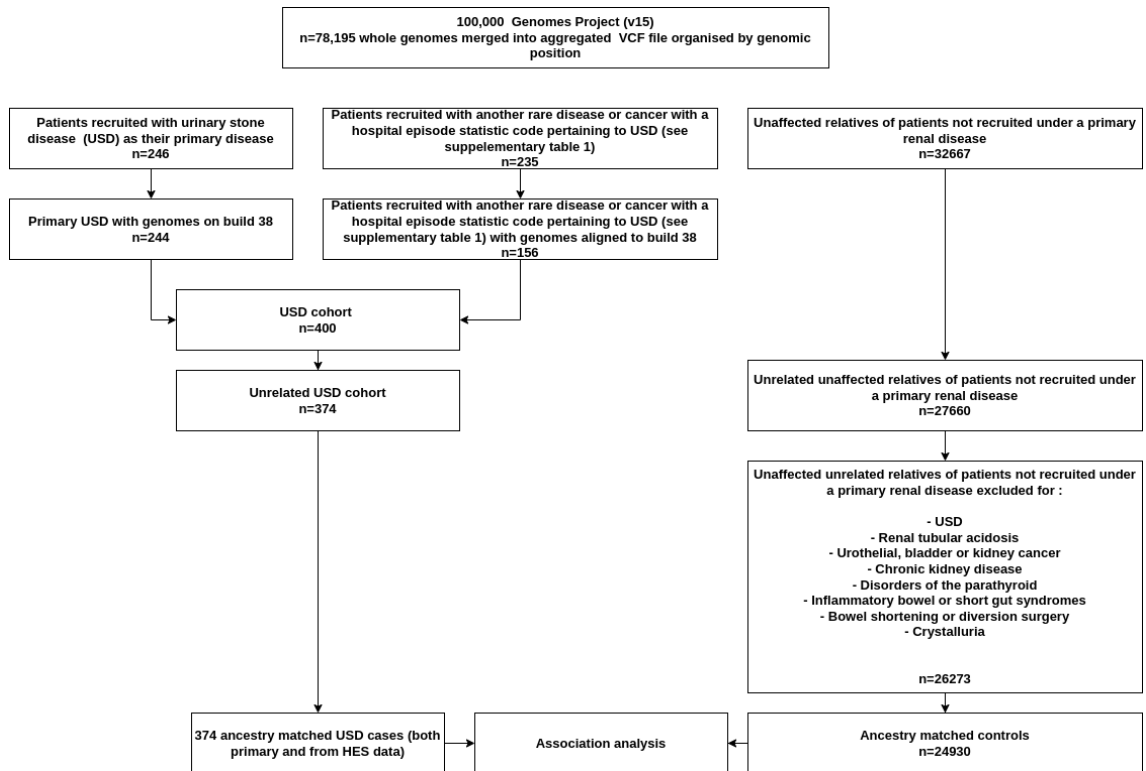 100,000 Genomes Project (v15)
n=78,195 whole genomes merged into aggregated VCF file organised by genomic
position
Patients recruited with urinary stone
disease (USD) as their primary disease
n=246
Patients recruited with another rare disease or cancer with a
hospital episode statistic code pertaining to USD (see
suppelementary table 1)
n=235
Unaffected relatives of patients not recruited under a primary
renal disease
n=32667
Primary USD with genomes on build 38
n=244
Patients recruited with another rare disease or cancer with a
hospital episode statistic code pertaining to USD (see
supplementary table 1) with genomes aligned to build 38
n=156
USD cohort
n=400
Unrelated USD cohort
n=374
Unrelated unaffected relatives of patients not recruited under
a primary renal disease
n=27660
Unaffected unrelated relatives of patients not recruited under
a primary renal disease excluded for :
- USD
- Renal tubular acidosis
- Urothelial, bladder or kidney cancer
- Chronic kidney disease
- Disorders of the parathyroid
- Inflammatory bowel or short gut syndromes
- Bowel shortening or diversion surgery
- Crystalluria
n=26273
374 ancestry matched USD cases (both
primary and from HES data)
Association analysis
Ancestry matched controls
n=24930